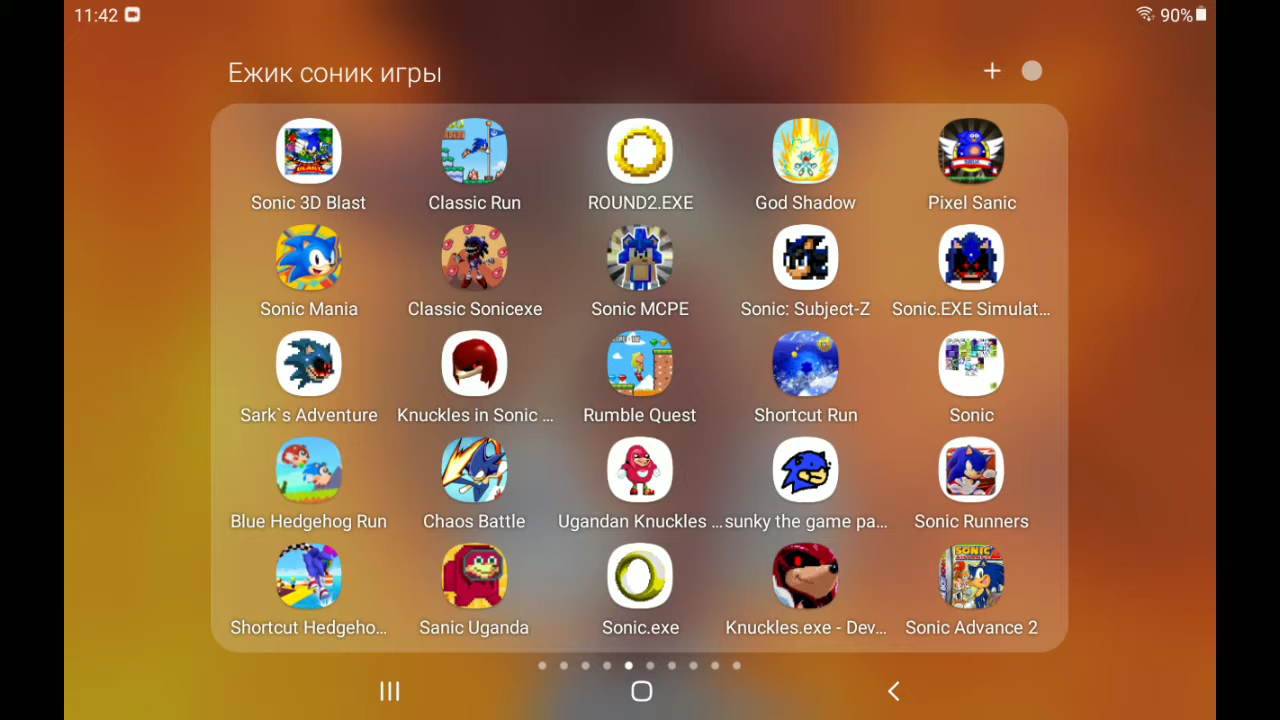 11:42
90%
Ежик соник игры
Sonic 3D Blast
Classic Run
ROUND2.EXE
God Shadow
Pixel Sanic
Sonic Mania
Classic Sonicexe
Sonic MCPE
Sonic: Subject-Z
Sonic.EXE Simulat...
Sark`s Adventure
Knuckles in Sonic ...
Rumble Quest
Shortcut Run
Sonic
Blue Hedgehog Run
Chaos Battle
Ugandan Knuckles ...
sunky the game pa...
Sonic Runners
Shortcut Hedgeho...
Sanic Uganda
Sonic.exe
Knuckles.exe - Dev...
Sonic Advance 2